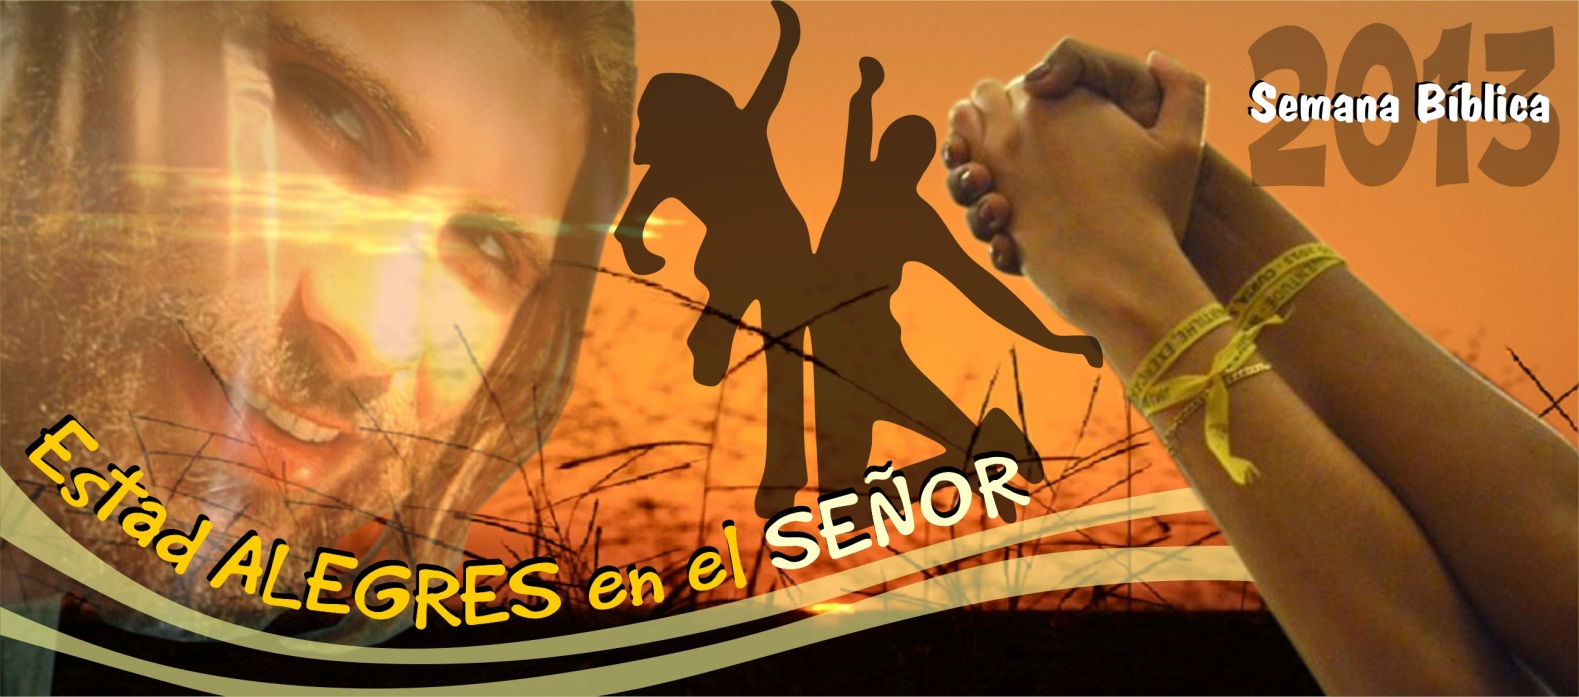 2013
Semana Bíblica
Estad ALEGRES en el SEÑOR